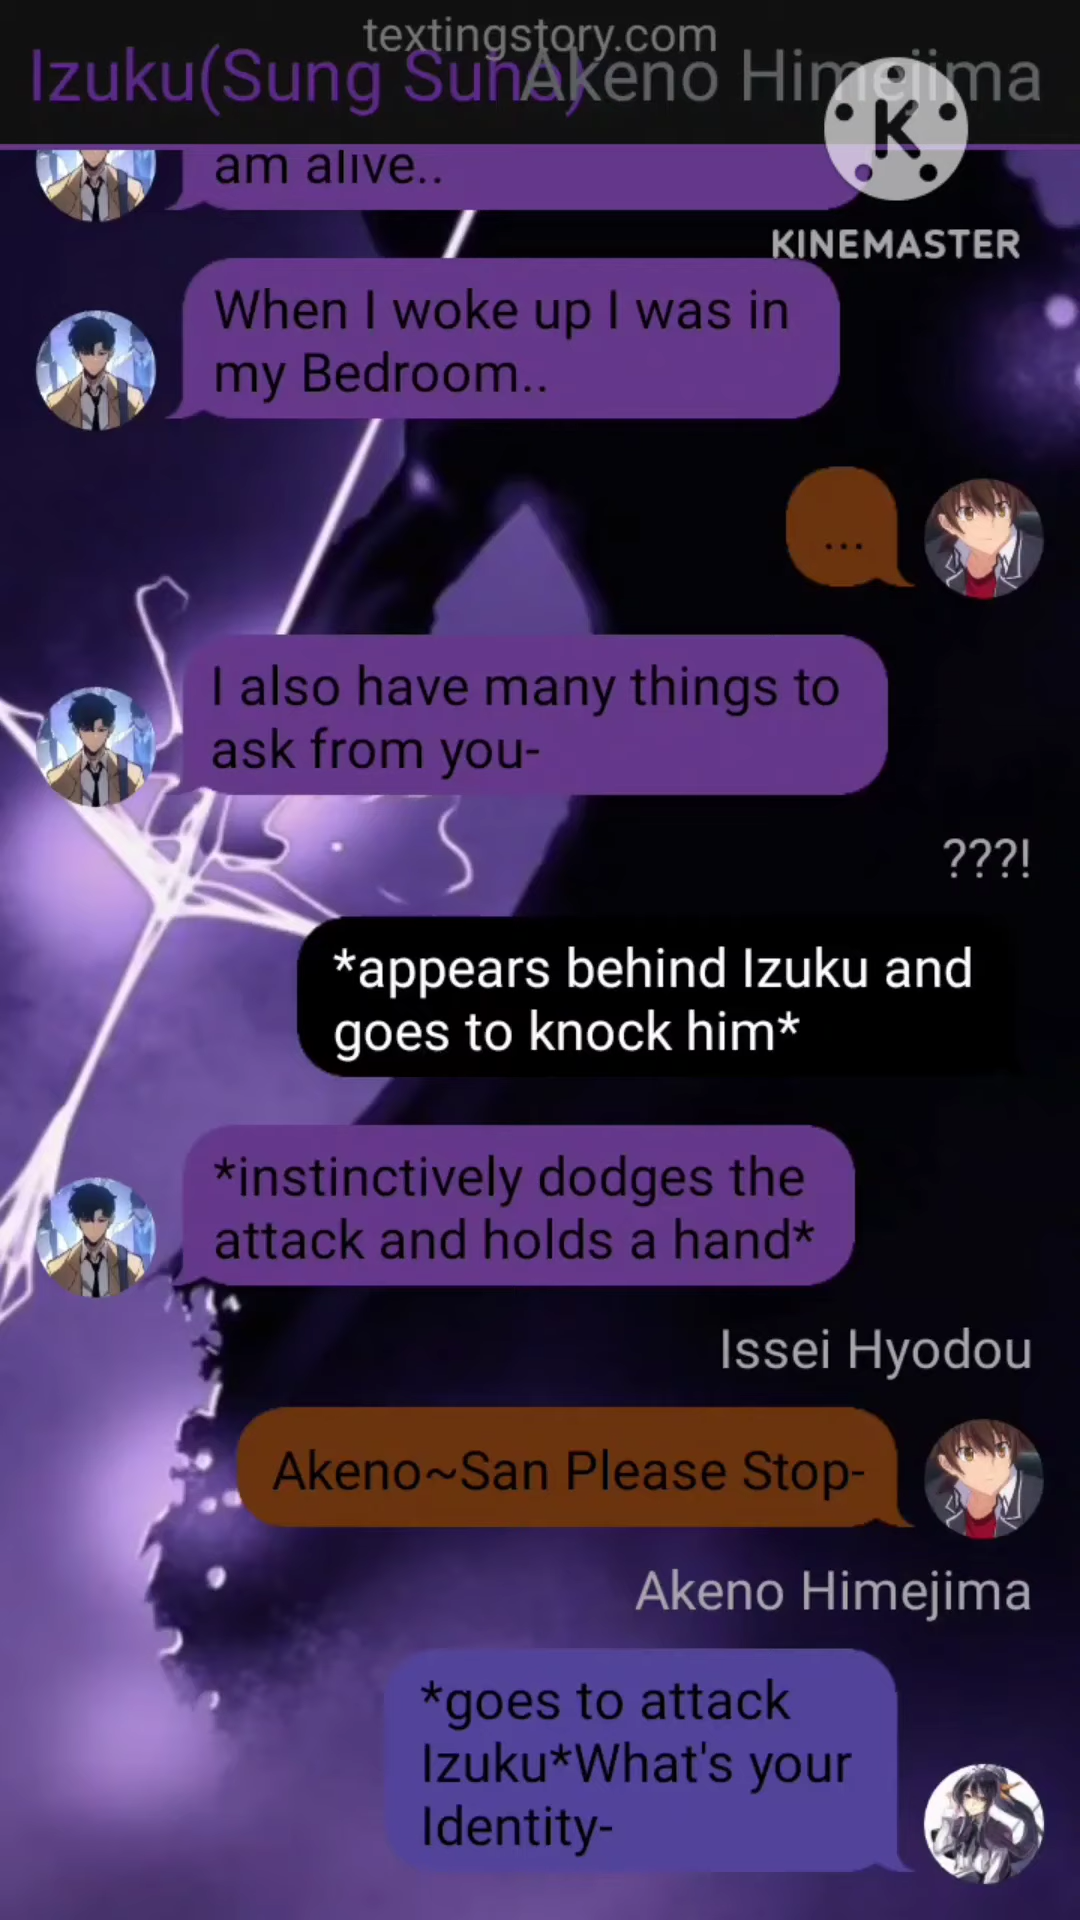 textingstory.com
Izuku(Sung Suho)
Akeno Himejima
K
KINEMASTER
am alive..
When I woke up I was in
my Bedroom..
...
I also have many things to
ask from you-
???!
*appears behind Izuku and
goes to knock him*
*instinctively dodges the
attack and holds a hand*
Issei Hyodou
Akeno~San Please Stop-
Akeno Himejima
*goes to attack
Izuku*What's your
Identity-